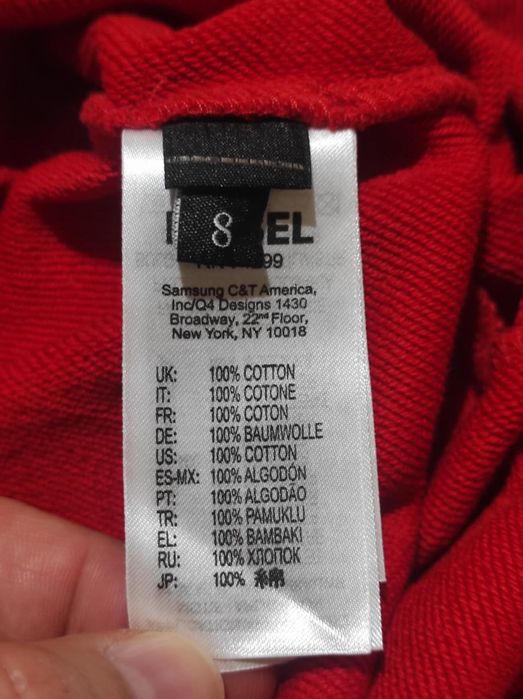 8
Samsung C&T America,
Inc/Q4 Designs 1430
Broadway, 22nd Floor,
New York, NY 10018
UK: 100% COTTON
IT: 100% COTONE
FR: 100% COTON
DE: 100% BAUMWOLLE
US: 100% COTTON
ES-MX: 100% ALGODÓN
PT: 100% ALGODÃO
TR: 100% PAMUKLU
EL: 100% BAMBAKI
RU: 100% ХЛОПОК
JP: 100%